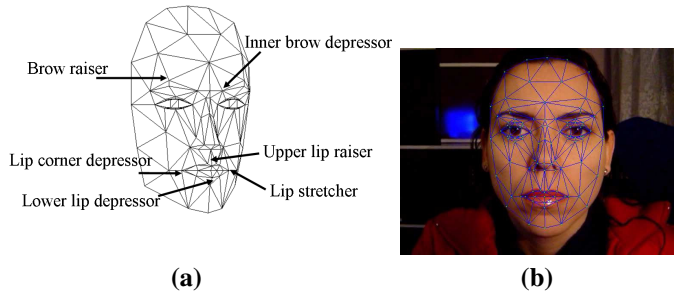 Inner brow depressor
Brow raiser
Upper lip raiser
Lip corner depressor
Lip stretcher
Lower lip depressor
(a)
(b)